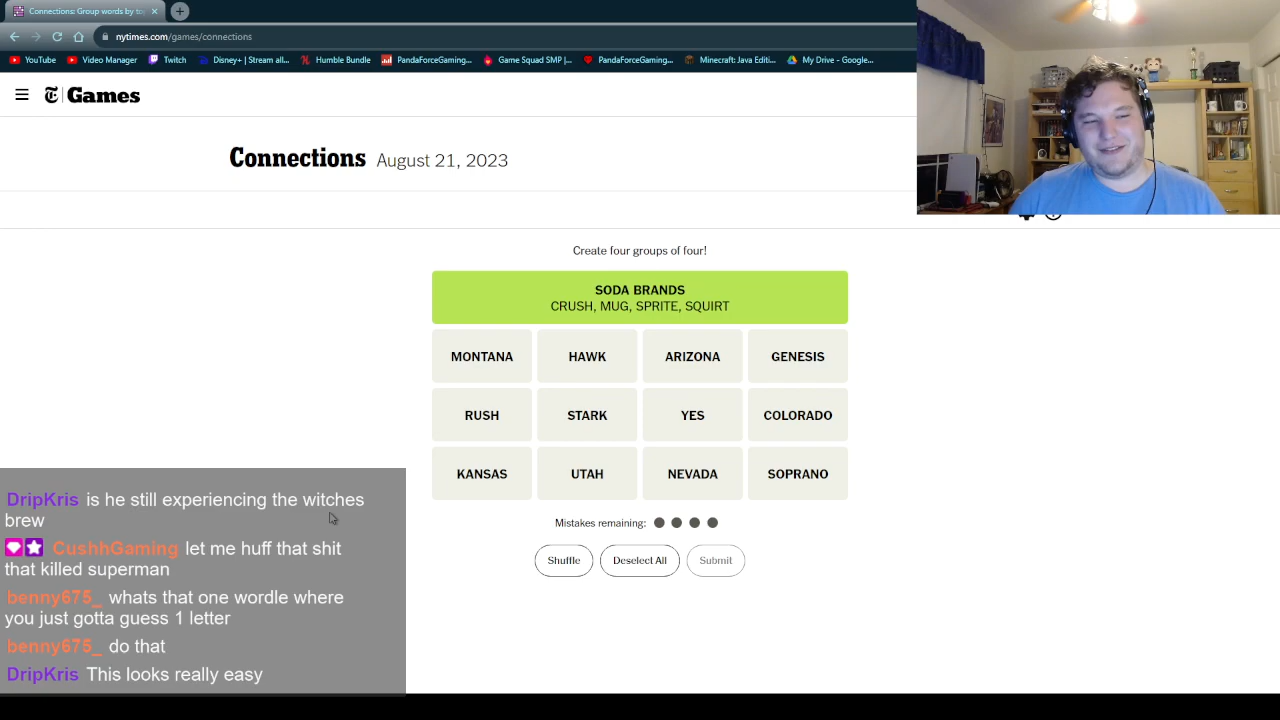 Connections: Group words by to
nytimes.com/games/connections
YouTube Video Manager Twitch Disney+ | Stream all... Humble Bundle PandaForceGaming... Game Squad SMP |... PandaForceGaming... Minecraft: Java Editi... My Drive - Google...
Games
Connections August 21, 2023
Create four groups of four!
SODA BRANDS
CRUSH, MUG, SPRITE, SQUIRT
MONTANA HAWK ARIZONA GENESIS
RUSH STARK YES COLORADO
KANSAS UTAH NEVADA SOPRANO
Mistakes remaining:
Shuffle Deselect All Submit
DripKris is he still experiencing the witches
brew
CushhGaming let me huff that shit
that killed superman
benny675_ whats that one wordle where
you just gotta guess 1 letter
benny675_ do that
DripKris This looks really easy